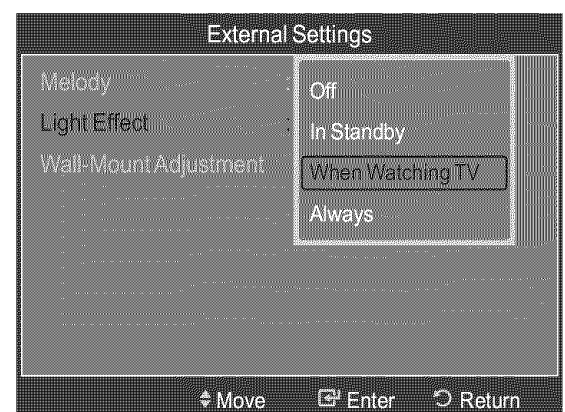 External Settings
Melody :
Light Effect :
Wall-Mount Adjustment
Off
In Standby
When Watching TV
Always
Move Enter Return